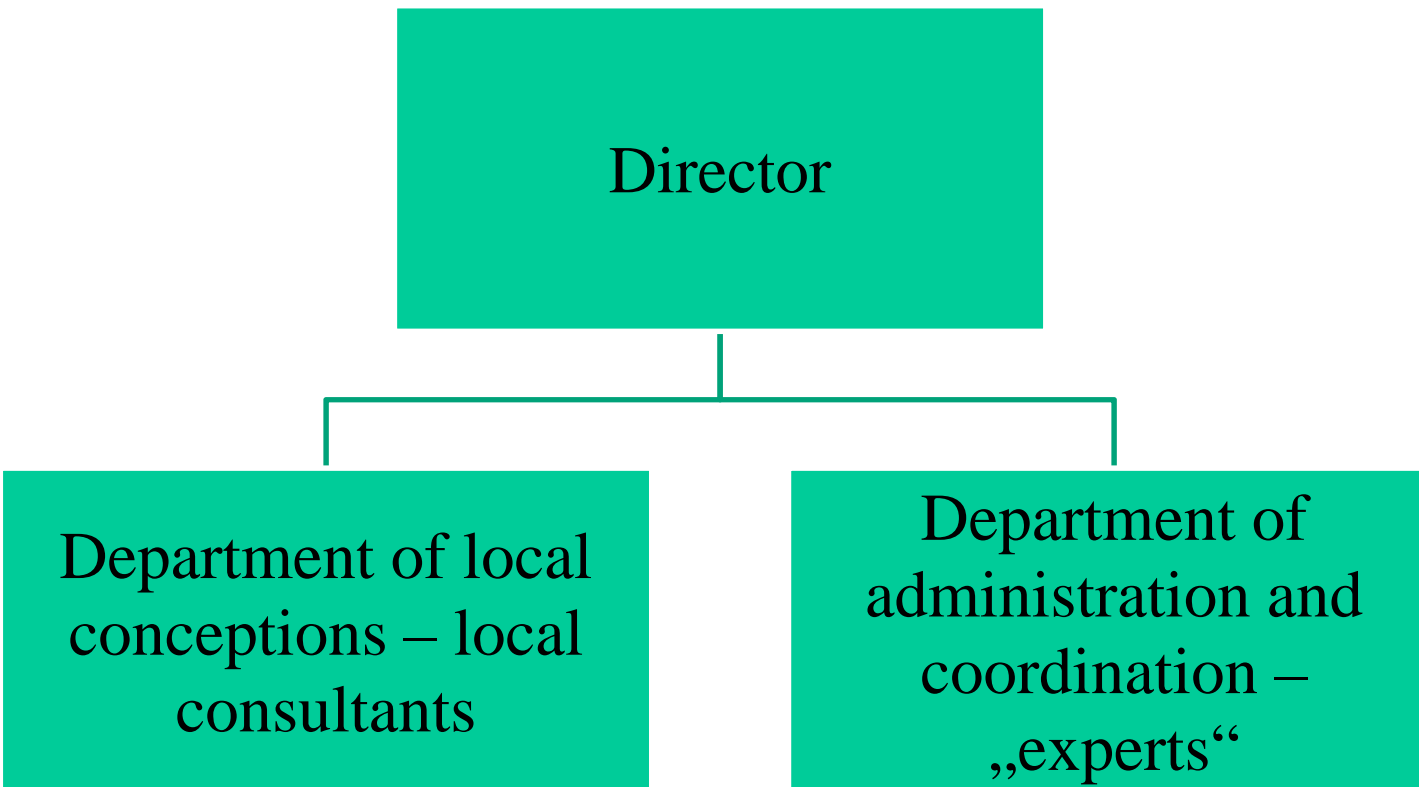 Director
Department of local
conceptions – local
consultants
Department of
administration and
coordination –
„experts“